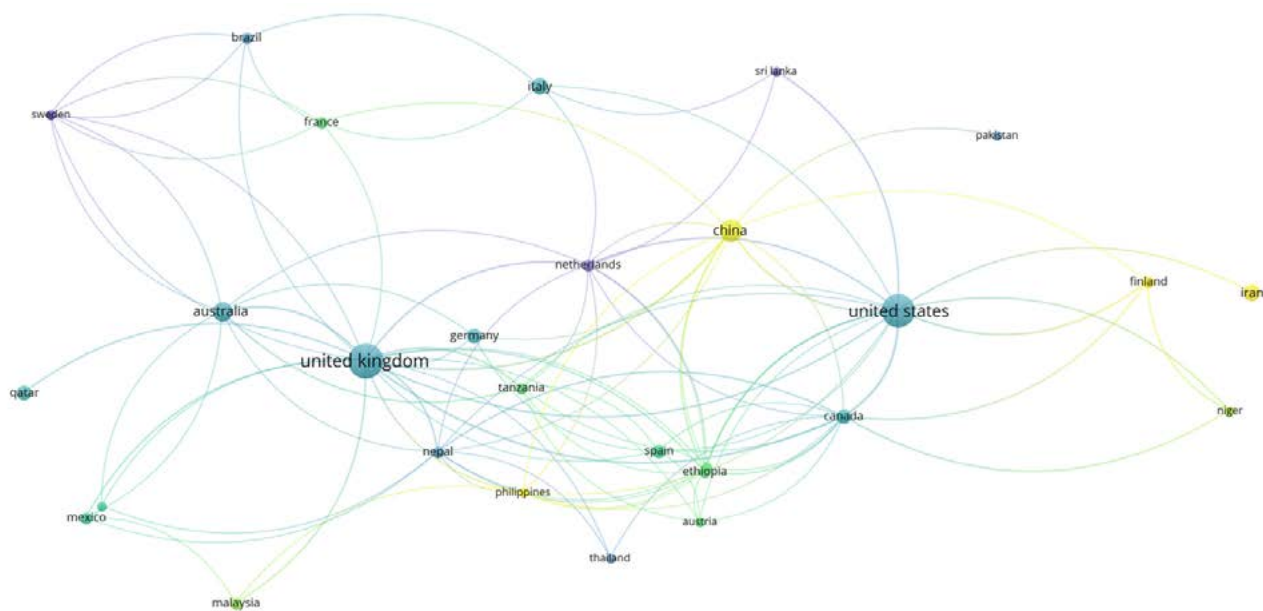 brazil
sri lanka
italy
sweden
france
pakistan
china
netherlands
finland
iran
australia
united states
germany
united kingdom
tanzania
qatar
niger
canada
nepal
spain
ethiopia
philippines
mexico
austria
thailand
malaysia